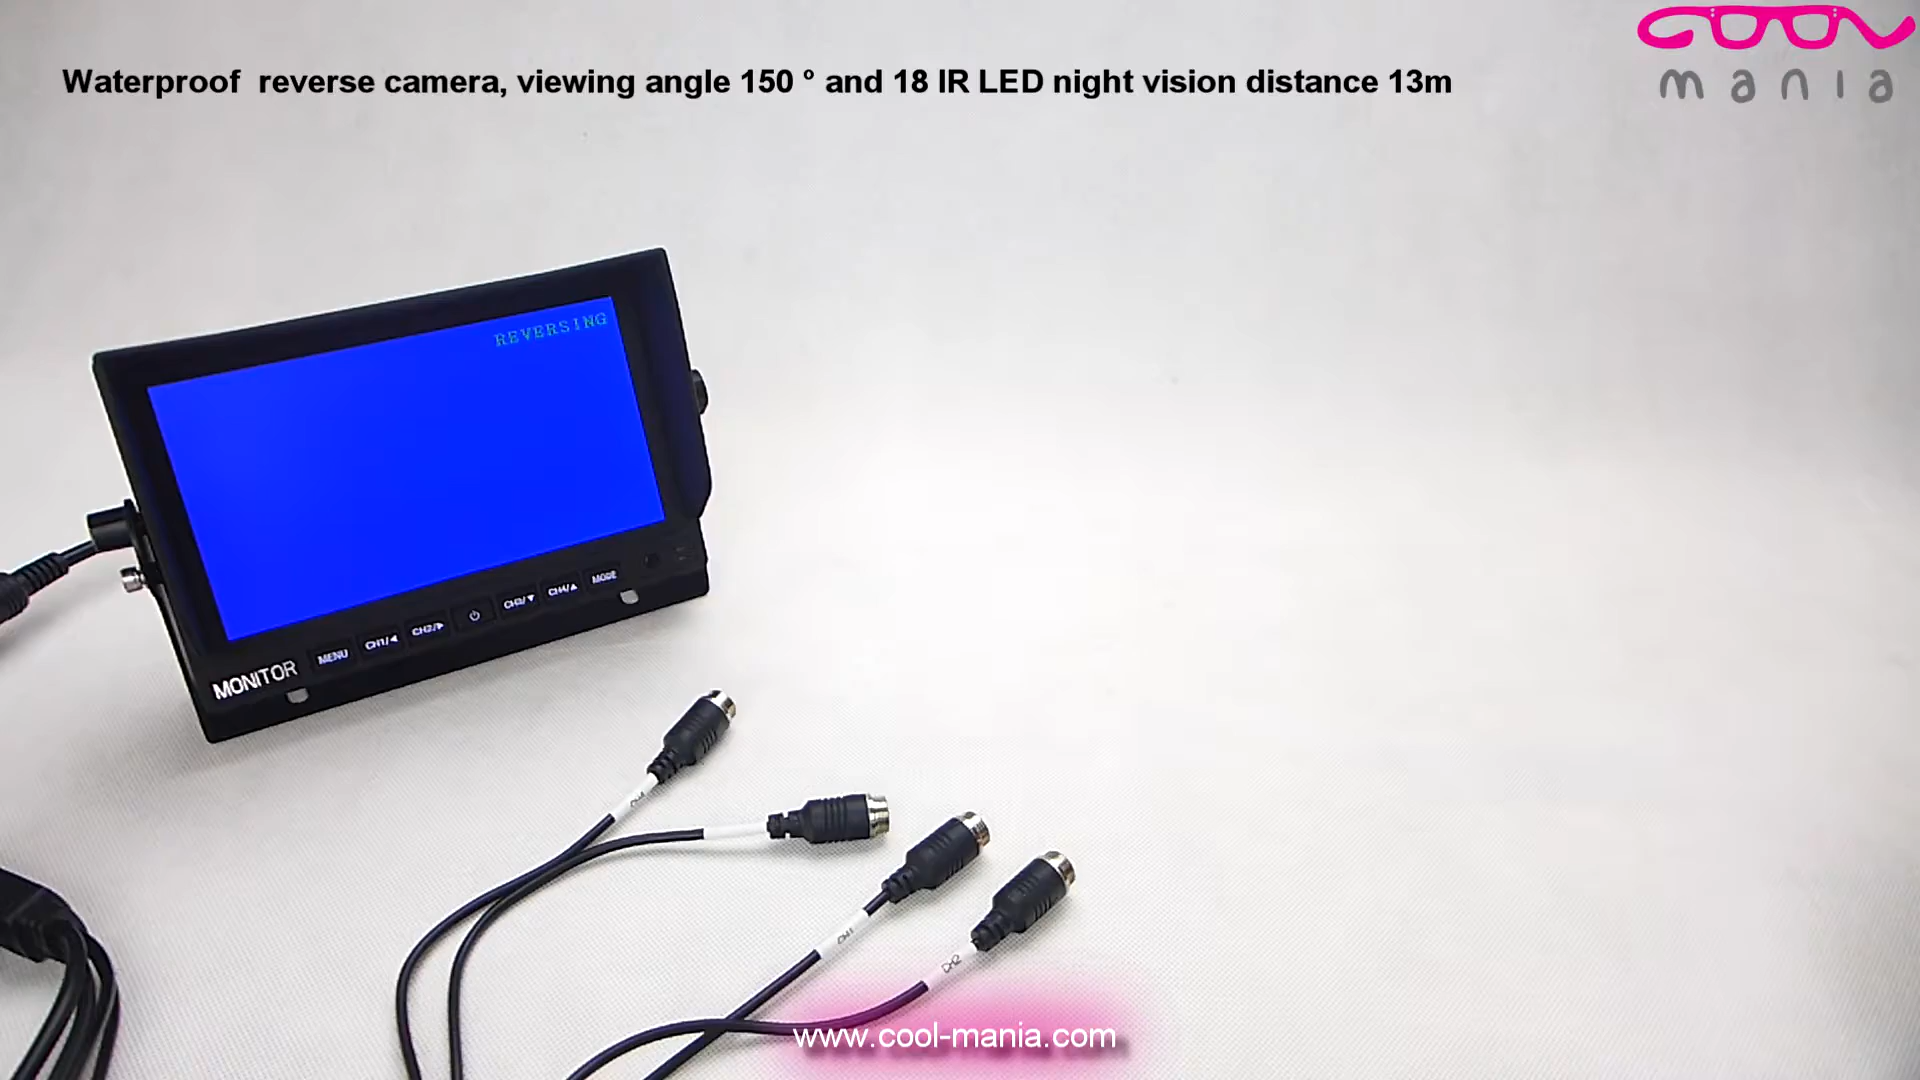 Waterproof  reverse camera, viewing angle 150 º and 18 IR LED night vision distance 13m
COOL
mania
REVERSING
MONITOR MENU CH1/◄ CH2/► CH3/▼ CH4/▲ MODE
CH4
CH1
CH2
www.cool-mania.com